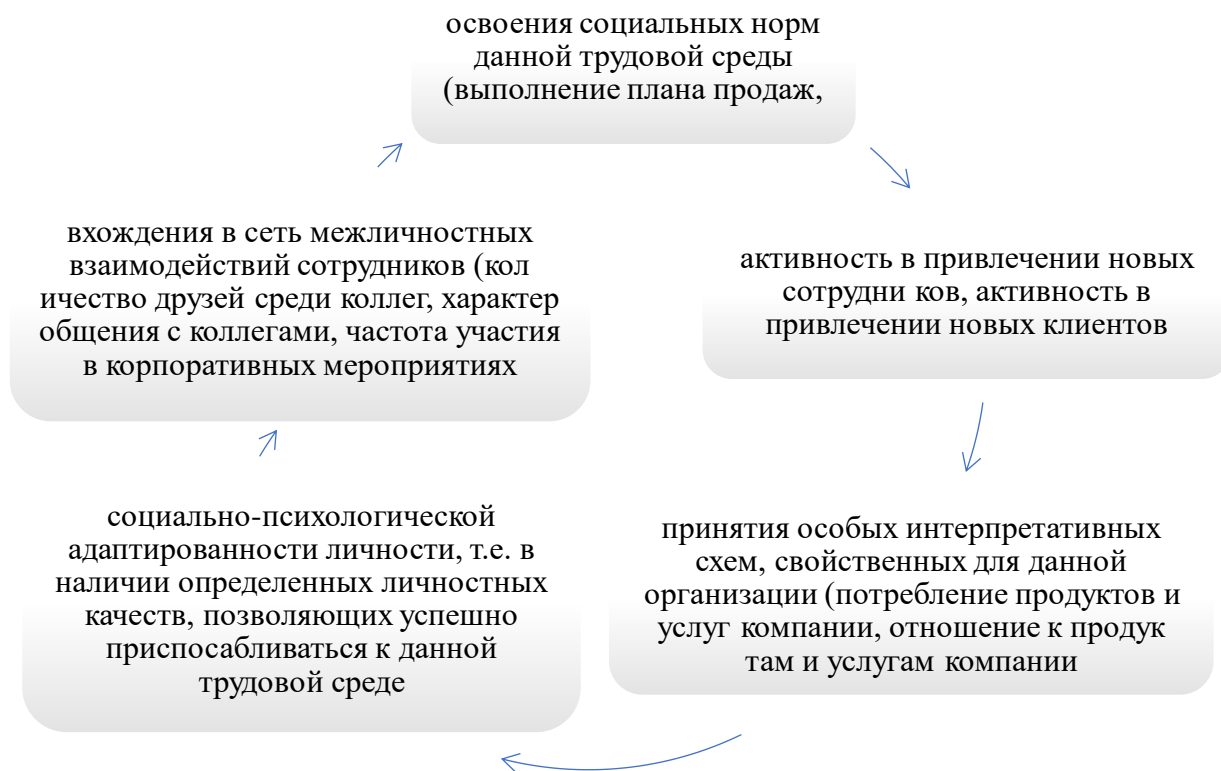 освоения социальных норм
данной трудовой среды
(выполнение плана продаж,
активность в привлечении новых
сотрудни ков, активность в
привлечении новых клиентов
принятия особых интерпретативных
схем, свойственных для данной
организации (потребление продуктов и
услуг компании, отношение к продук
там и услугам компании
социально-психологической
адаптированности личности, т.е. в
наличии определенных личностных
качеств, позволяющих успешно
приспосабливаться к данной
трудовой среде
вхождения в сеть межличностных
взаимодействий сотрудников (кол
ичество друзей среди коллег, характер
общения с коллегами, частота участия
в корпоративных мероприятиях